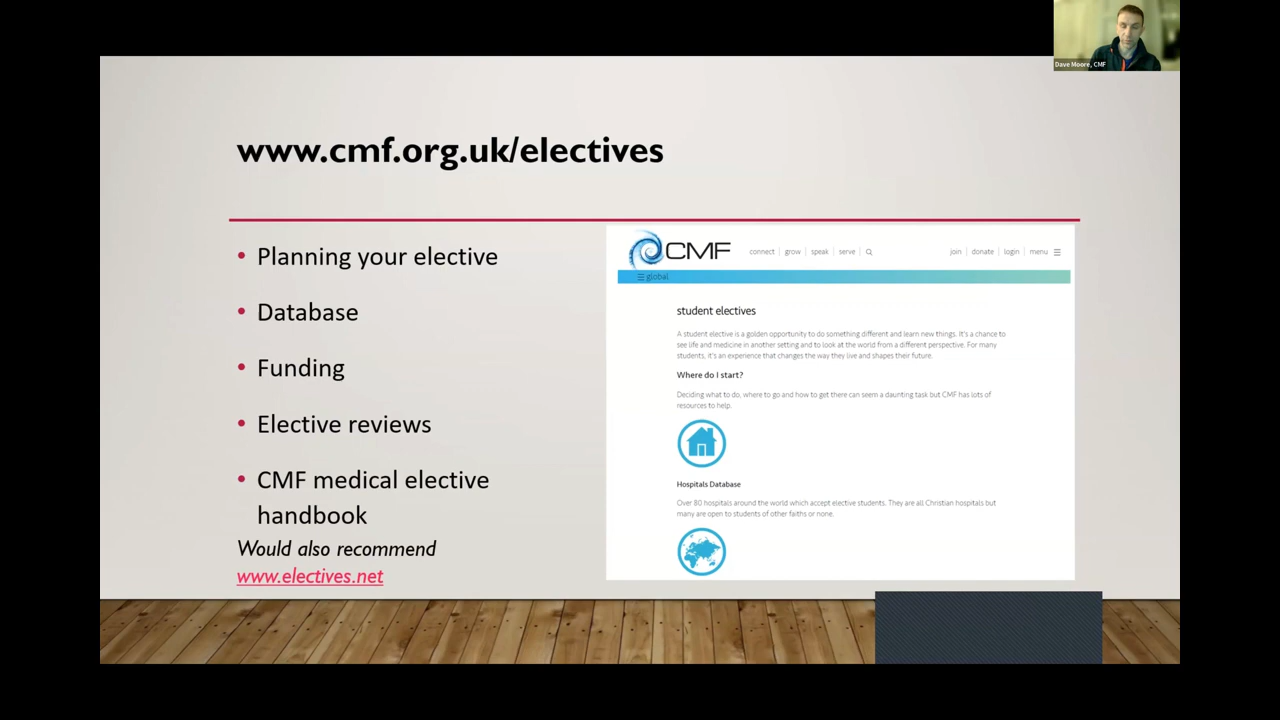 Dave Moore, CMF
www.cmf.org.uk/electives
• Planning your elective
• Database
• Funding
• Elective reviews
• CMF medical elective
handbook
Would also recommend
www.electives.net
CMF
connect | grow | speak | serve
join | donate | login | menu
global
student electives
A student elective is a golden opportunity to do something different and learn new things. It's a chance to
see life and medicine in another setting and to look at the world from a different perspective. For many
students, it's an experience that changes the way they live and shapes their future.
Where do I start?
Deciding what to do, where to go and how to get there can seem a daunting task but CMF has lots of
resources to help.
Hospitals Database
Over 80 hospitals around the world which accept elective students. They are all Christian hospitals but
many are open to students of other faiths or none.